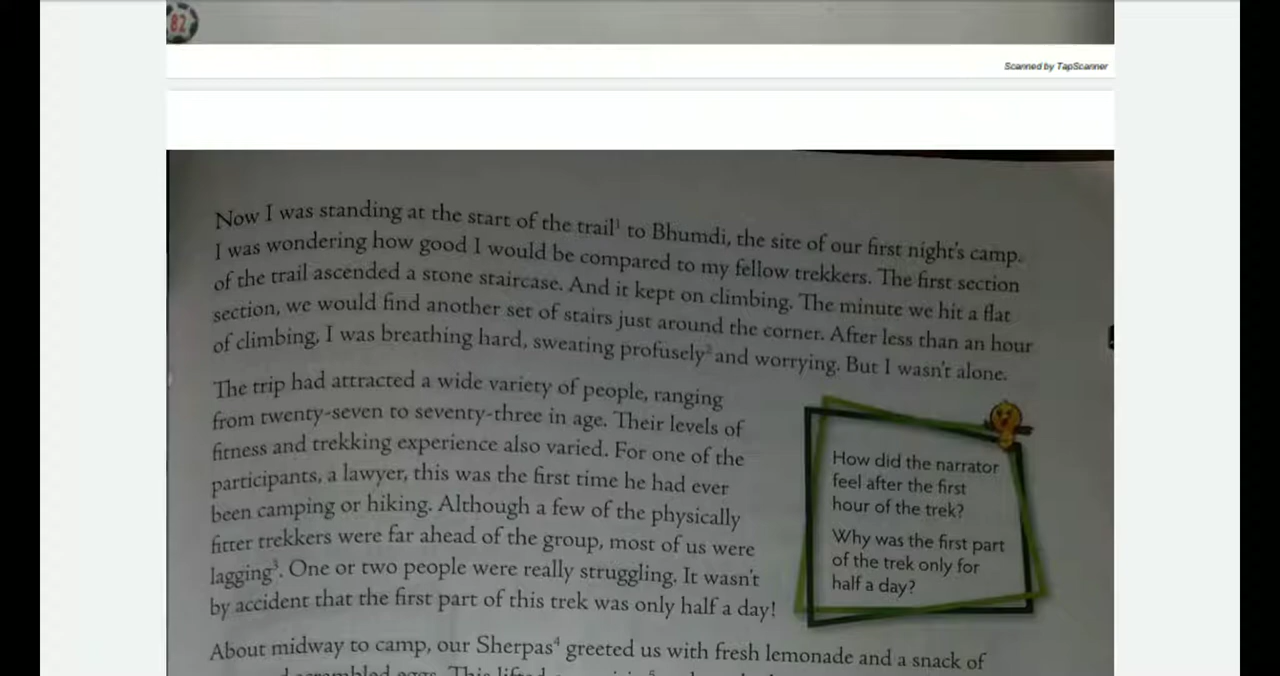 82
Scanned by TapScanner
Now I was standing at the start of the trail¹ to Bhumdi, the site of our first night's camp.
I was wondering how good I would be compared to my fellow trekkers. The first section
of the trail ascended a stone staircase. And it kept on climbing. The minute we hit a flat
section, we would find another set of stairs just around the corner. After less than an hour
of climbing, I was breathing hard, sweating profusely² and worrying. But I wasn't alone.
The trip had attracted a wide variety of people, ranging
from twenty-seven to seventy-three in age. Their levels of
fitness and trekking experience also varied. For one of the
participants, a lawyer, this was the first time he had ever
been camping or hiking. Although a few of the physically
fitter trekkers were far ahead of the group, most of us were
lagging³. One or two people were really struggling. It wasn't
by accident that the first part of this trek was only half a day!
How did the narrator
feel after the first
hour of the trek?
Why was the first part
of the trek only for
half a day?
About midway to camp, our Sherpas⁴ greeted us with fresh lemonade and a snack of
scrambled eggs. This lifted